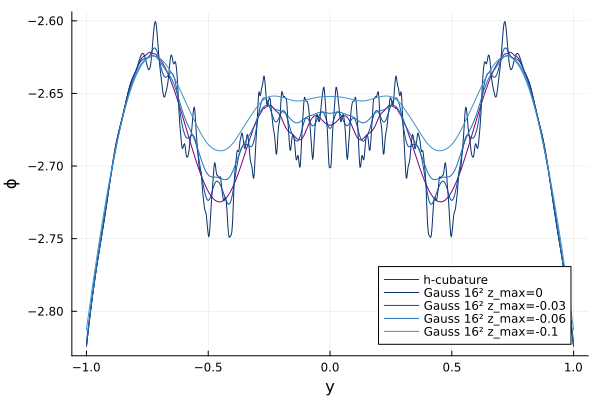 −2.60
−2.65
−2.70
−2.75
−2.80
ϕ
h-cubature
Gauss 16² z_max=0
Gauss 16² z_max=-0.03
Gauss 16² z_max=-0.06
Gauss 16² z_max=-0.1
−1.0 −0.5 0.0 0.5 1.0
y